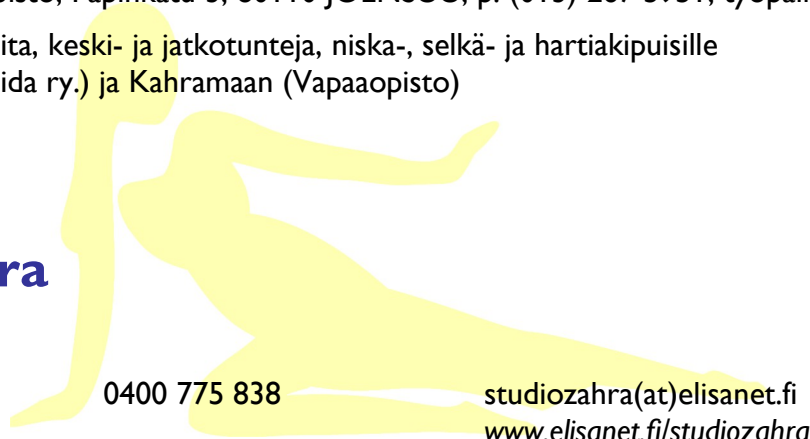 ita, keski- ja jatkotunteja, niska-, selkä- ja hartiakipuisille
ida ry.) ja Kahramaan (Vapaaopisto)
ra
0400 775 838 studiozahra(at)elisanet.fi
www.elisanet.fi/studiozahra